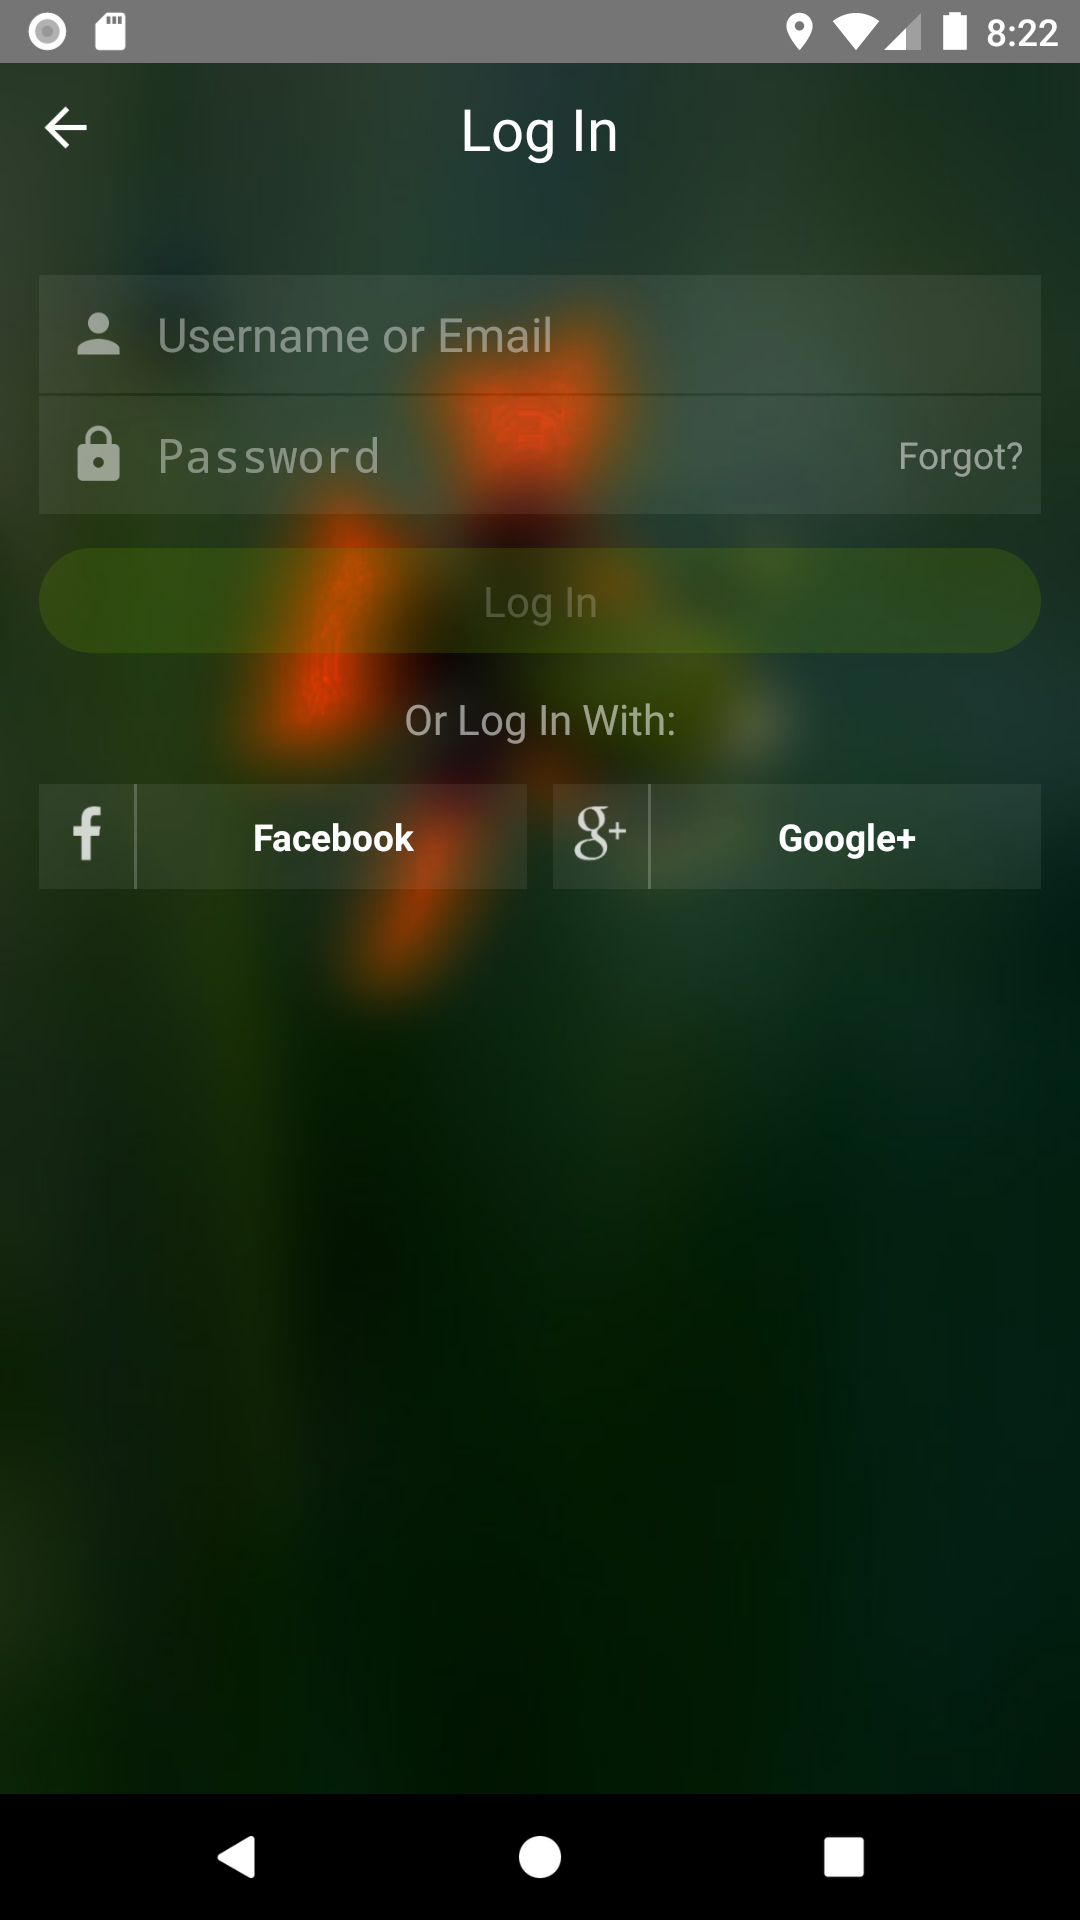 8:22
Log In
Username or Email
Password
Forgot?
Log In
Or Log In With:
f Facebook
g+ Google+